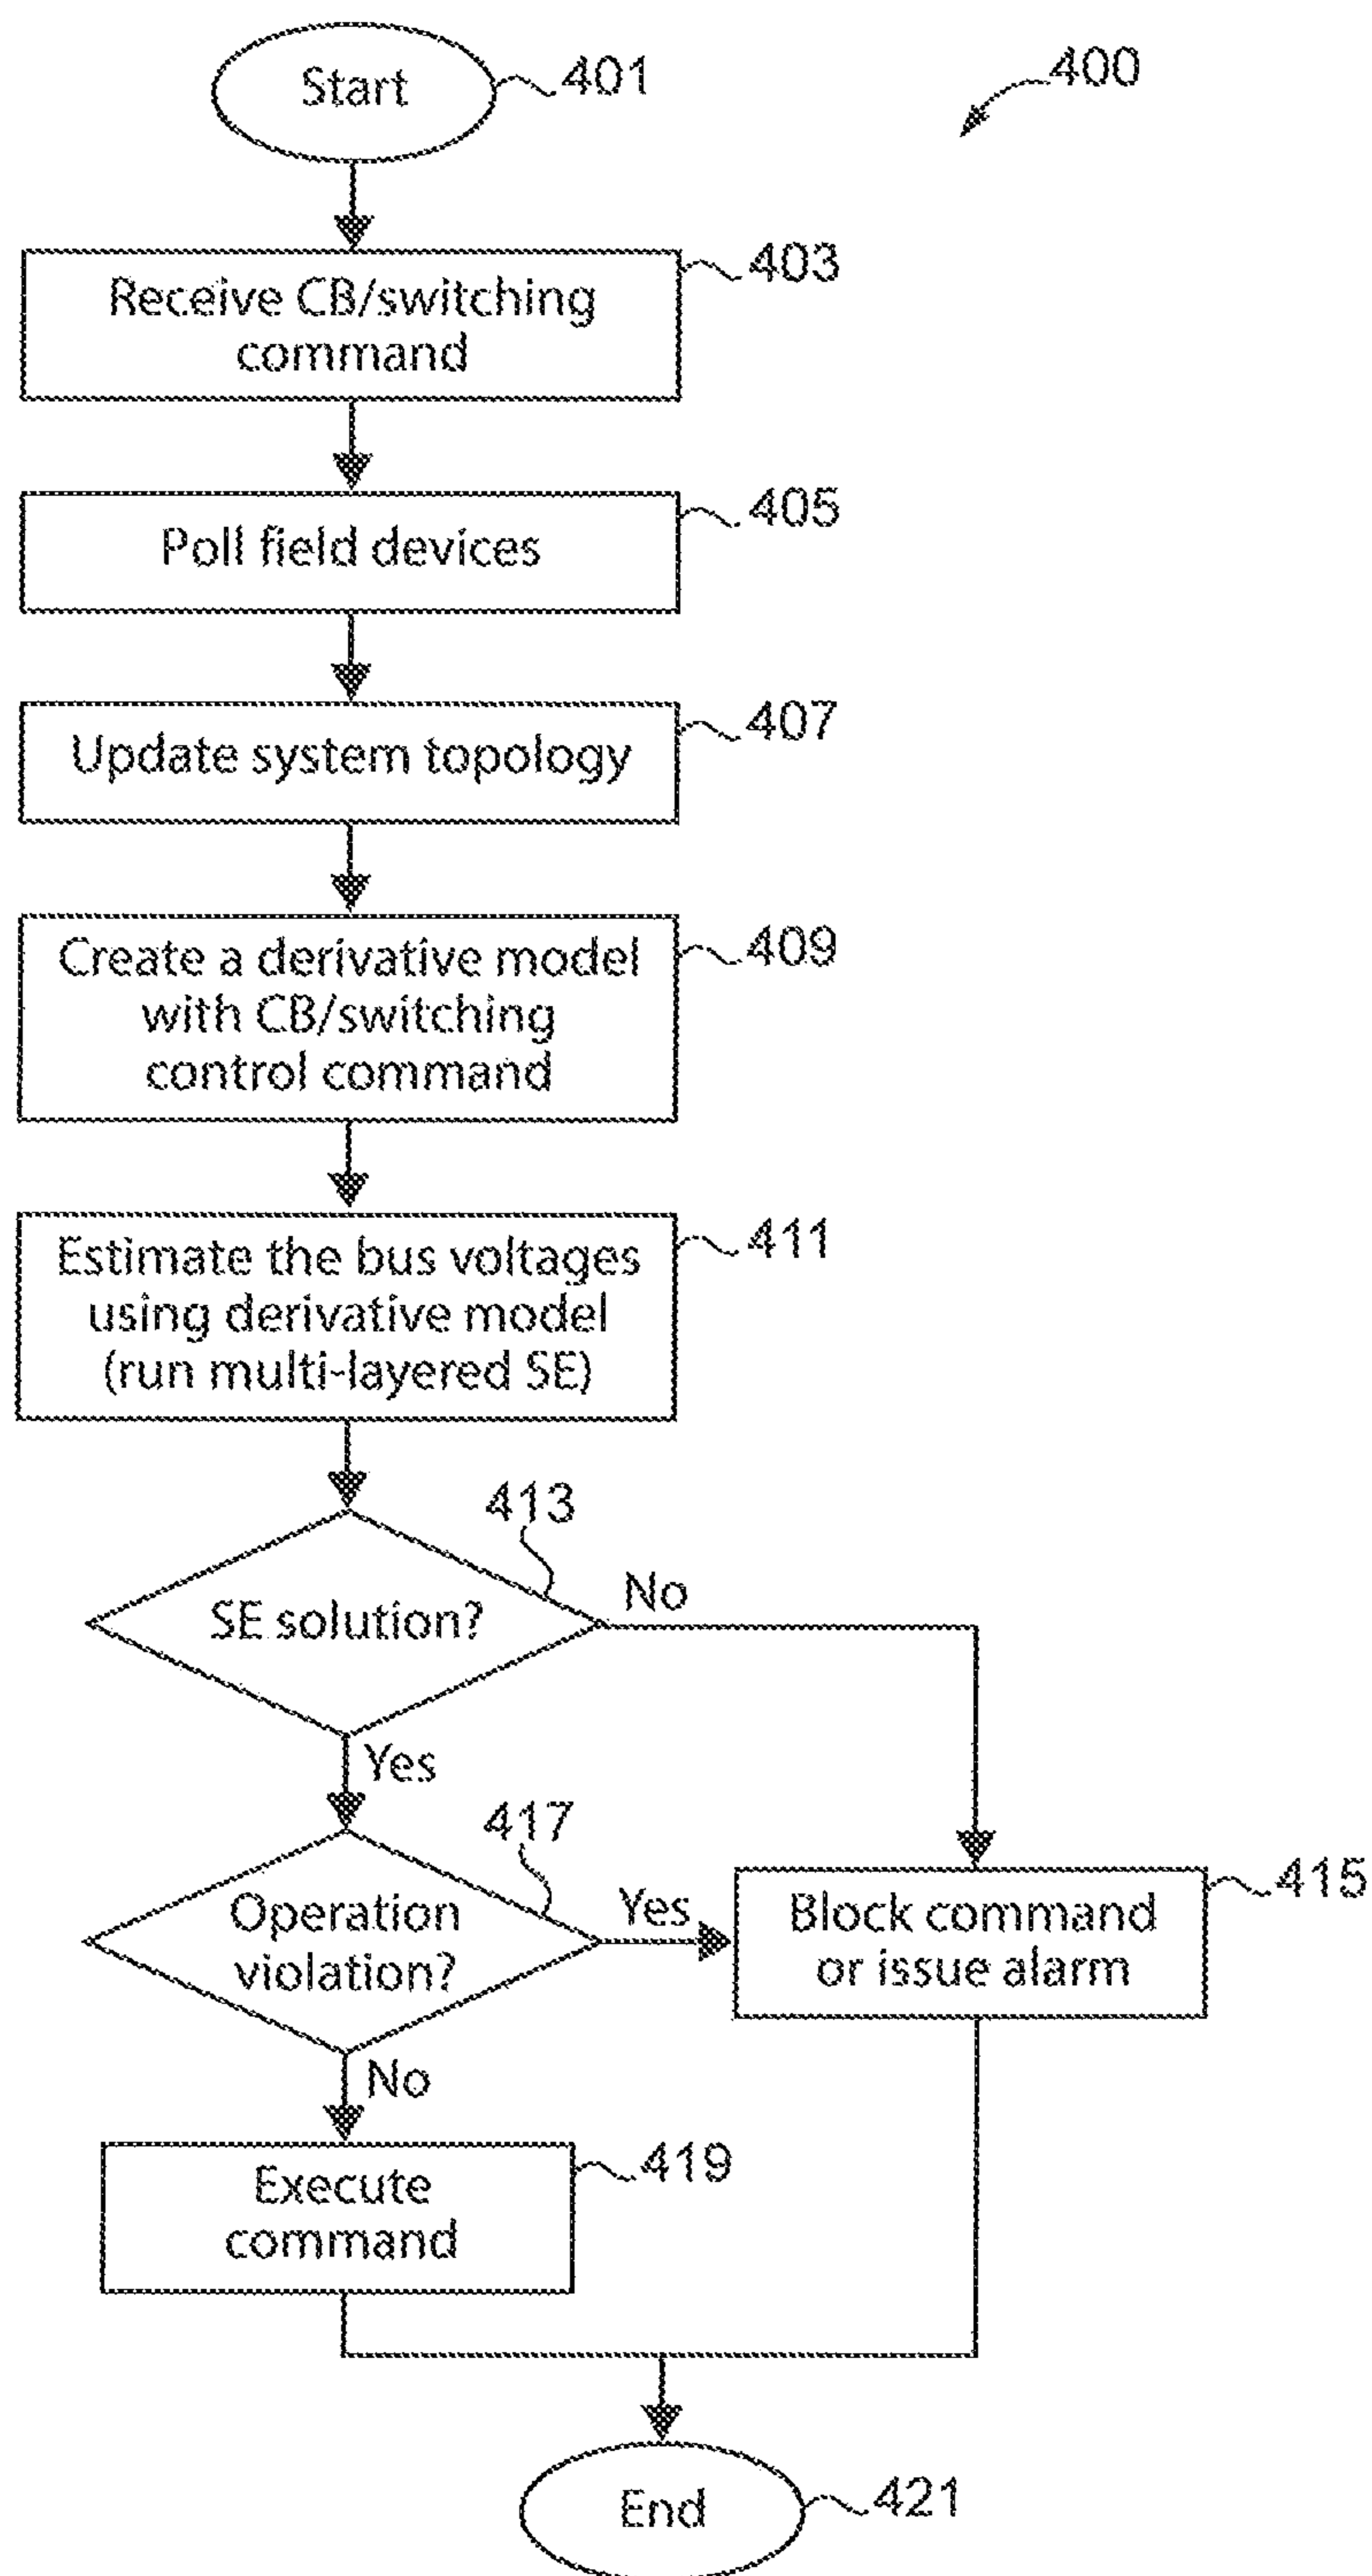 Start
401
400
Receive CB/switching
command
403
Poll field devices
405
Update system topology
407
Create a derivative model
with CB/switching
control command
409
Estimate the bus voltages
using derivative model
(run multi-layered SE)
411
413
SE solution?
No
Yes
417
Operation
violation?
Yes
Block command
or issue alarm
415
No
Execute
command
419
End
421